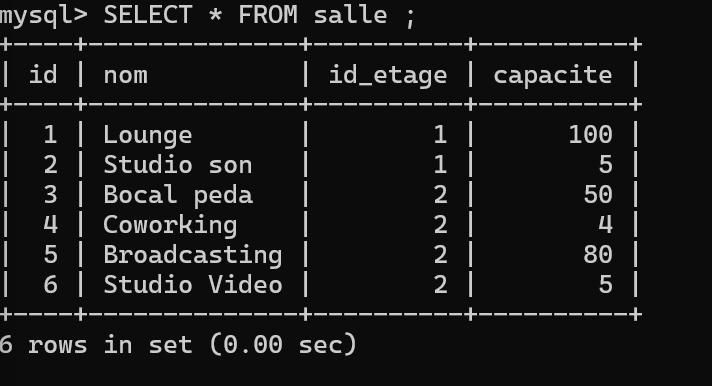 mysql> SELECT * FROM salle ;
+----+--------------+----------+----------+
| id | nom          | id_etage | capacite |
+----+--------------+----------+----------+
|  1 | Lounge       |        1 |      100 |
|  2 | Studio son   |        1 |        5 |
|  3 | Bocal peda   |        2 |       50 |
|  4 | Coworking    |        2 |        4 |
|  5 | Broadcasting |        2 |       80 |
|  6 | Studio Video |        2 |        5 |
+----+--------------+----------+----------+
6 rows in set (0.00 sec)